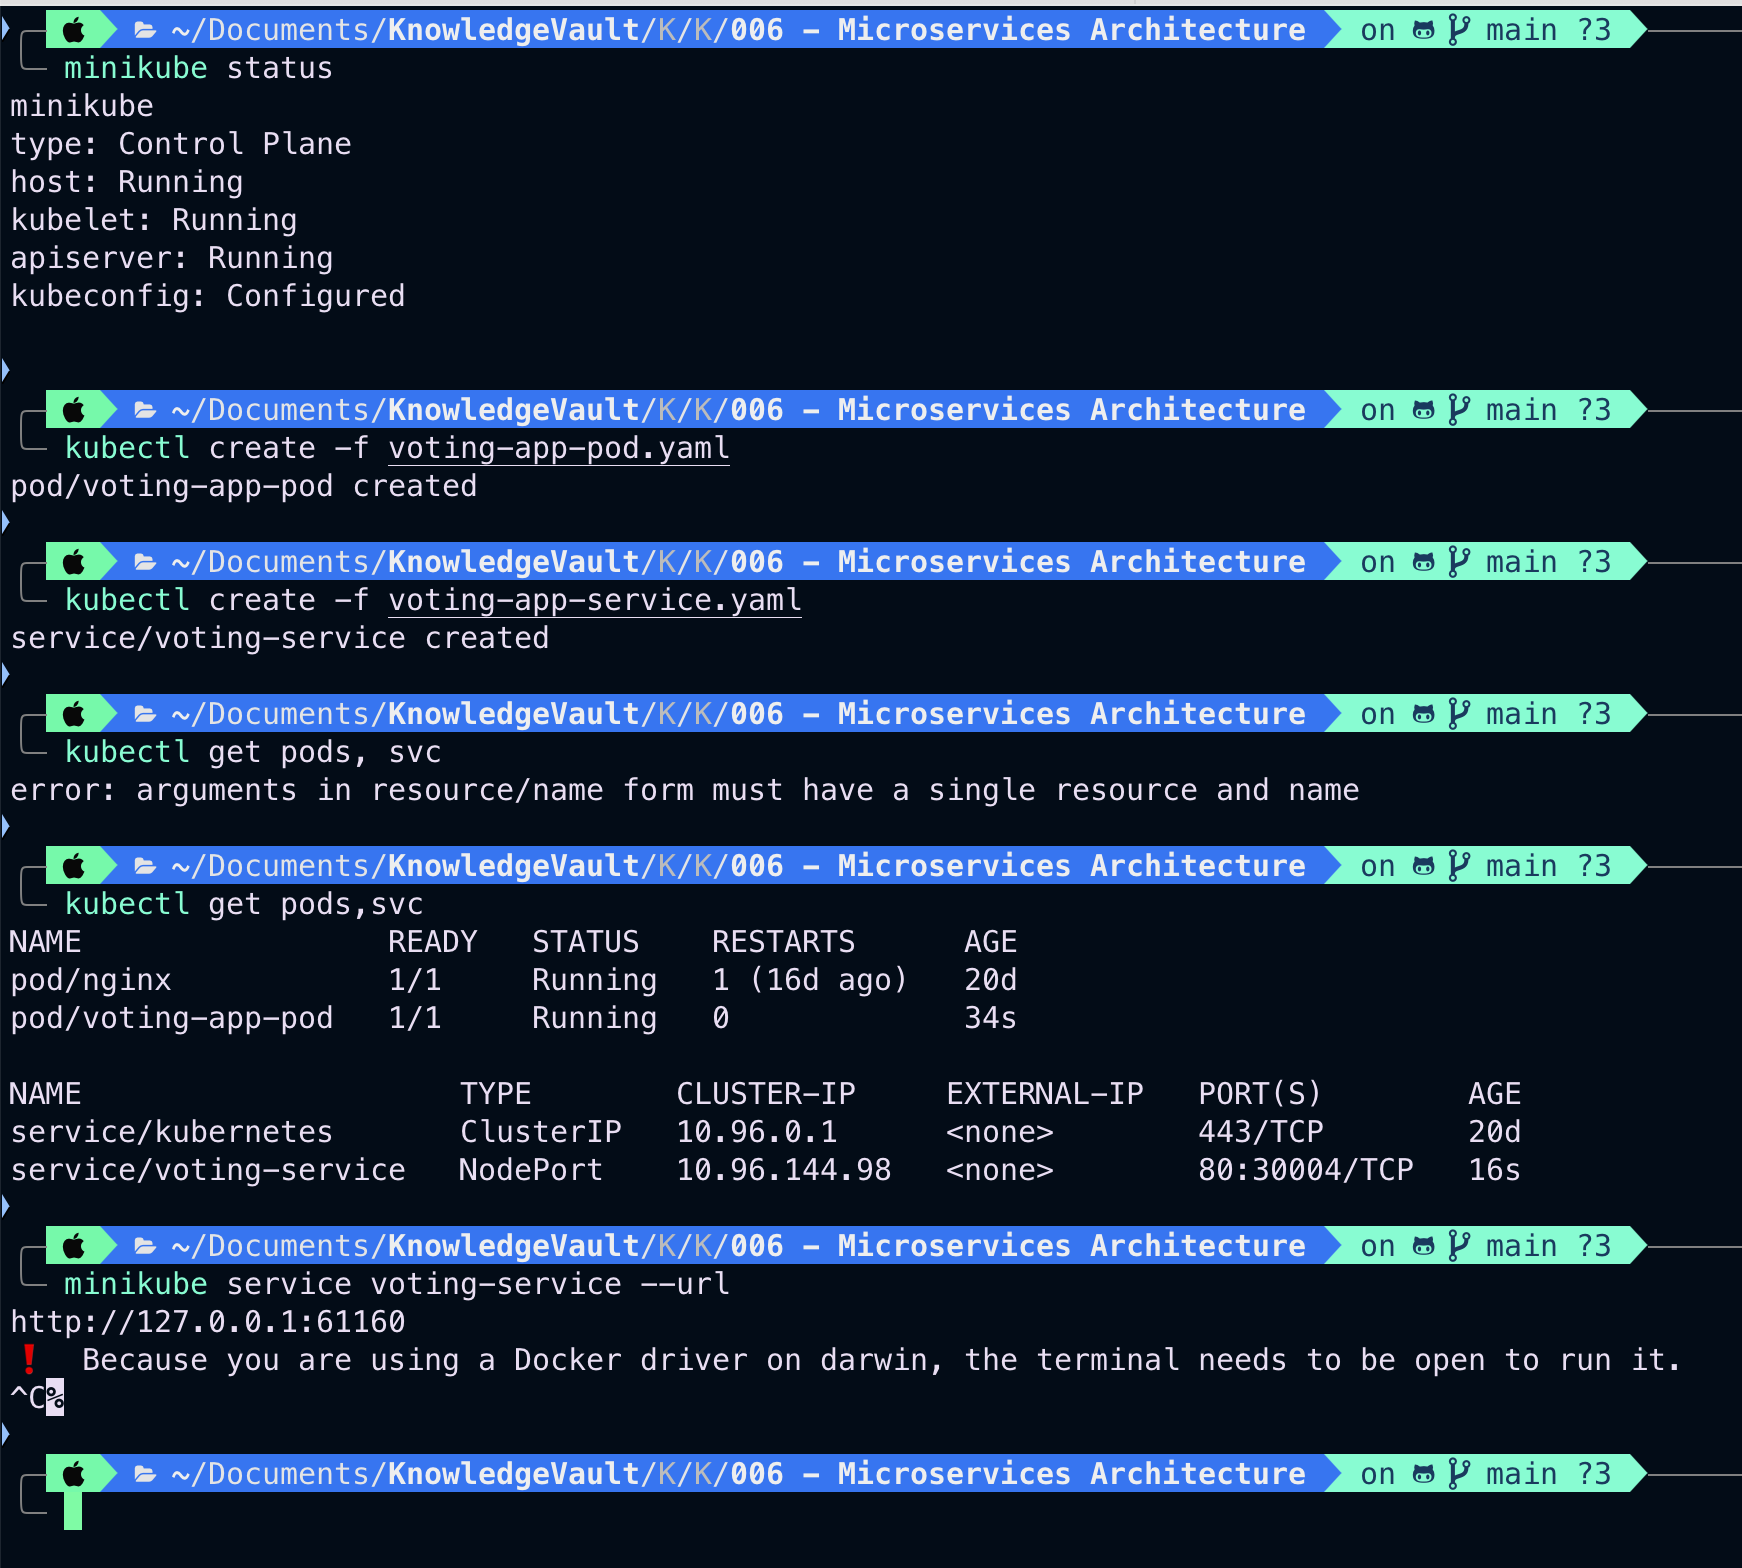 ~/Documents/KnowledgeVault/K/K/006 – Microservices Architecture on main ?3
minikube status
minikube
type: Control Plane
host: Running
kubelet: Running
apiserver: Running
kubeconfig: Configured
~/Documents/KnowledgeVault/K/K/006 – Microservices Architecture on main ?3
kubectl create -f voting-app-pod.yaml
pod/voting-app-pod created
~/Documents/KnowledgeVault/K/K/006 – Microservices Architecture on main ?3
kubectl create -f voting-app-service.yaml
service/voting-service created
~/Documents/KnowledgeVault/K/K/006 – Microservices Architecture on main ?3
kubectl get pods, svc
error: arguments in resource/name form must have a single resource and name
~/Documents/KnowledgeVault/K/K/006 – Microservices Architecture on main ?3
kubectl get pods,svc
NAME READY STATUS RESTARTS AGE
pod/nginx 1/1 Running 1 (16d ago) 20d
pod/voting-app-pod 1/1 Running 0 34s
NAME TYPE CLUSTER-IP EXTERNAL-IP PORT(S) AGE
service/kubernetes ClusterIP 10.96.0.1 <none> 443/TCP 20d
service/voting-service NodePort 10.96.144.98 <none> 80:30004/TCP 16s
~/Documents/KnowledgeVault/K/K/006 – Microservices Architecture on main ?3
minikube service voting-service --url
http://127.0.0.1:61160
❗ Because you are using a Docker driver on darwin, the terminal needs to be open to run it.
^C%
~/Documents/KnowledgeVault/K/K/006 – Microservices Architecture on main ?3